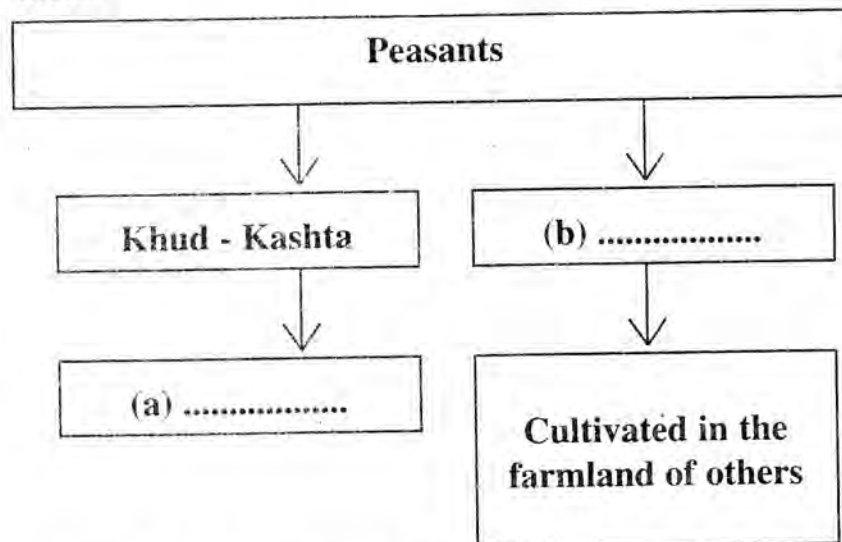 Peasants
Khud - Kashta
(b) ..................
(a) ..................
Cultivated in the
farmland of others